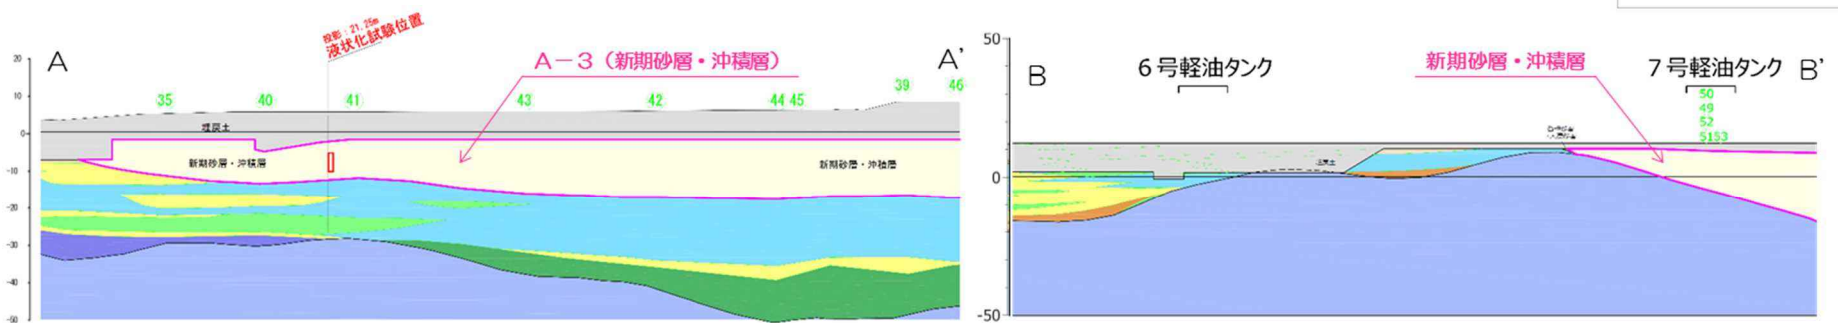 投影：21.25m
液状化試験位置
A
A－3（新期砂層・沖積層）
A'
35
40
41
43
42
44 45
39
46
20
10
0
-10
-20
-30
-40
-50
埋戻土
新期砂層・沖積層
新期砂層・沖積層
50
0
-50
B
6号軽油タンク
新期砂層・沖積層
7号軽油タンク
B'
50
49
52
5153
埋戻土